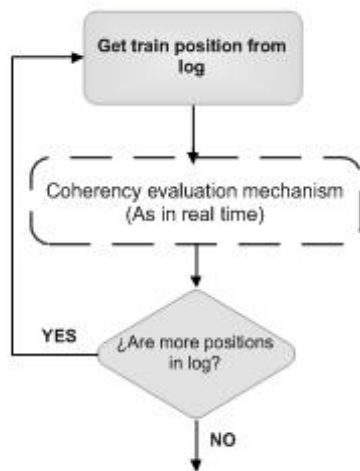 Get train position from
log
Coherency evaluation mechanism
(As in real time)
YES
¿Are more positions
in log?
NO